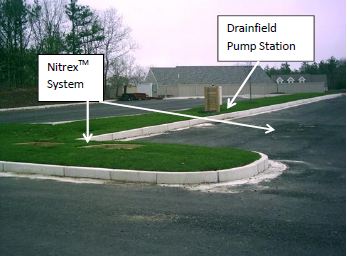 Drainfield
Pump Station
Nitrex™
System